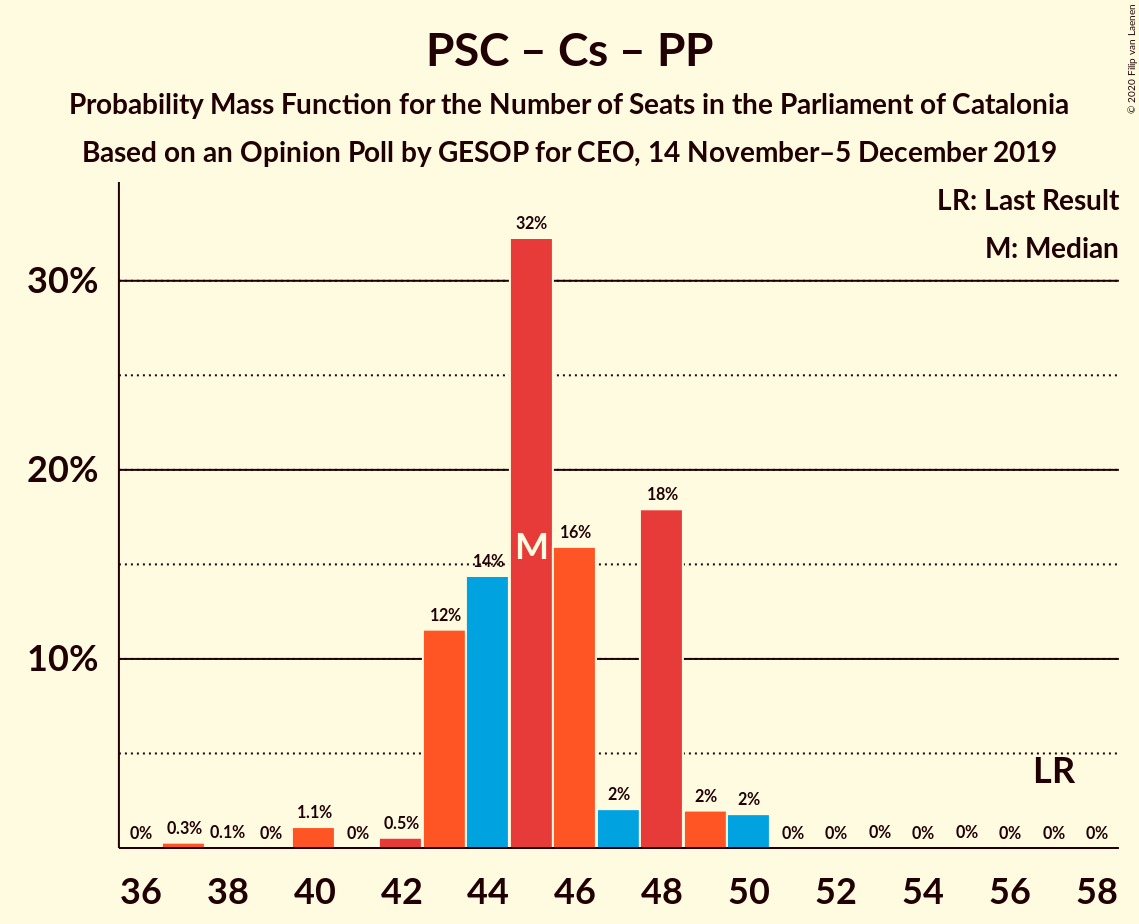 PSC – Cs – PP
Probability Mass Function for the Number of Seats in the Parliament of Catalonia
Based on an Opinion Poll by GESOP for CEO, 14 November–5 December 2019
© 2020 Filip van Laenen
LR: Last Result
M: Median
30%
20%
10%
0% 0.3% 0.1% 0% 1.1% 0% 0.5% 12% 14% 32% 16% 2% 18% 2% 2% 0% 0% 0% 0% 0% 0% 0% 0%
M
LR
36 38 40 42 44 46 48 50 52 54 56 58